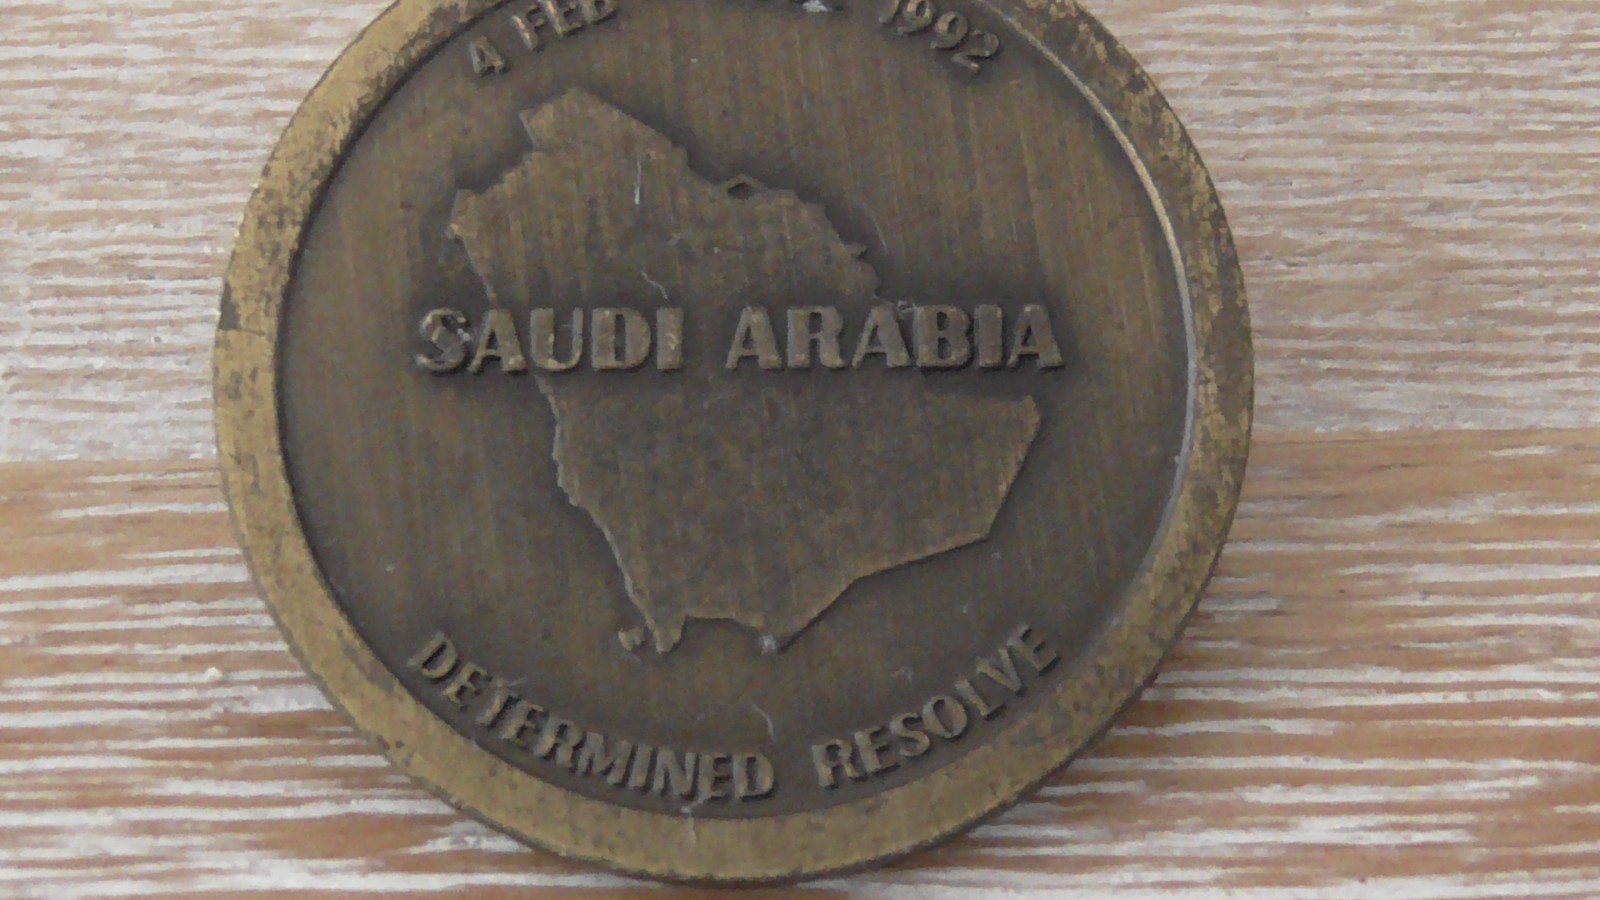 4 FEB 1992
SAUDI ARABIA
DETERMINED RESOLVE